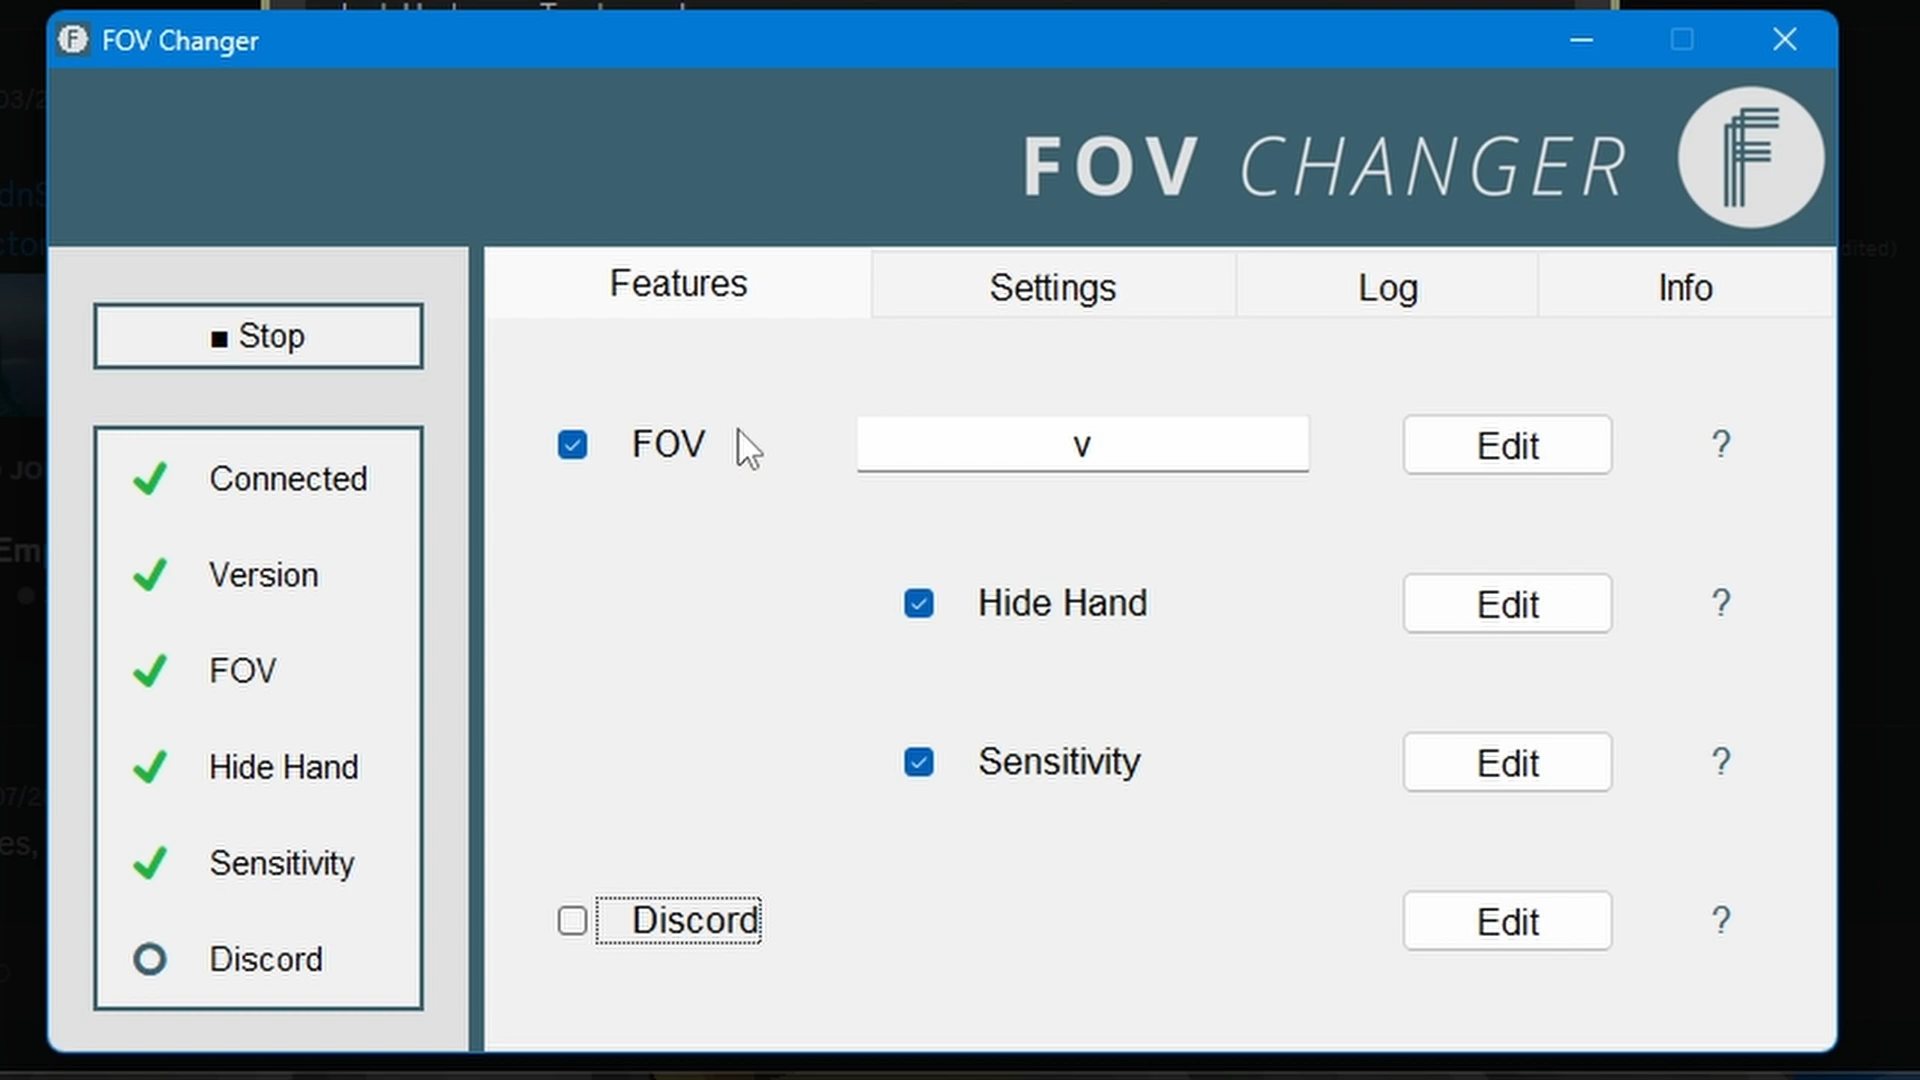 FOV Changer
FOV CHANGER
Features
Settings
Log
Info
■ Stop
Connected
Version
FOV
Hide Hand
Sensitivity
Discord
FOV
v
Edit
?
Hide Hand
Edit
?
Sensitivity
Edit
?
Discord
Edit
?